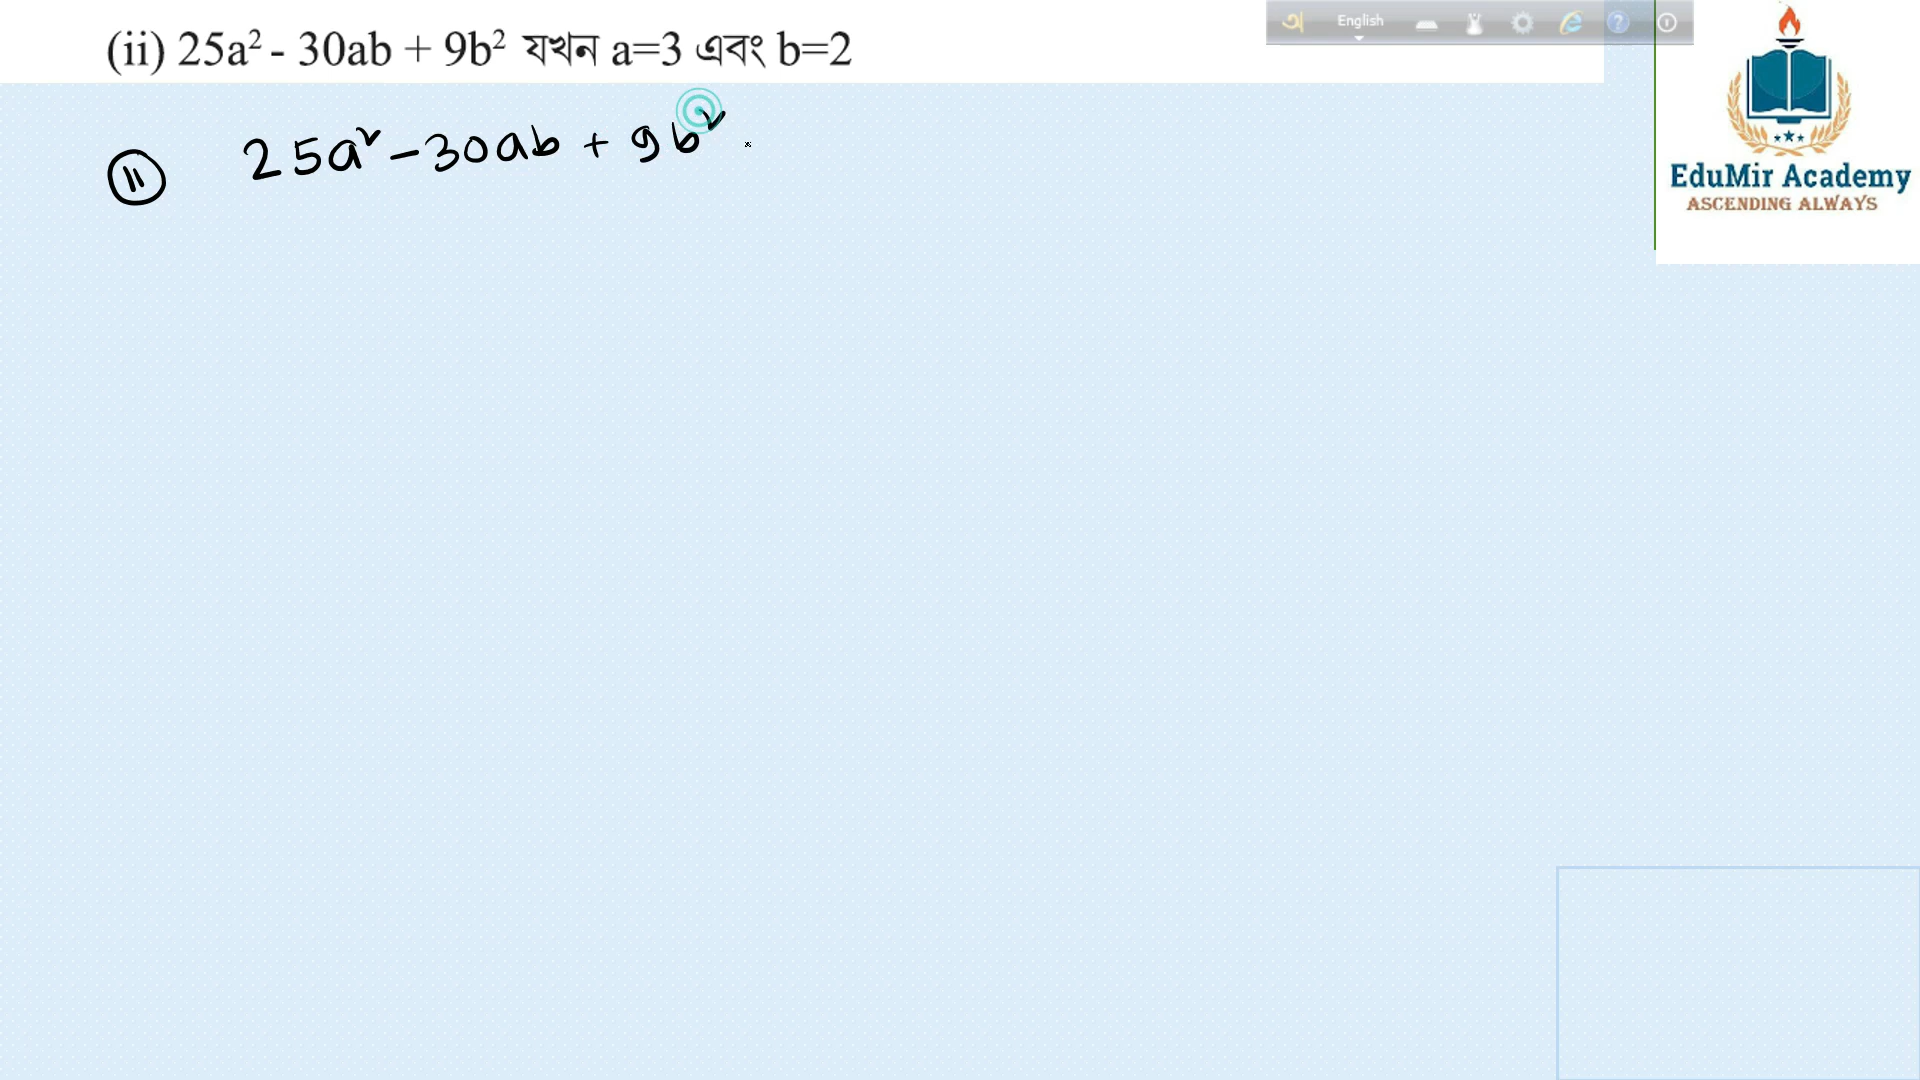 English
(ii) 25a² - 30ab + 9b² যখন a=3 এবং b=2
(ii) 25a² - 30ab + 9b²
EduMir Academy
ASCENDING ALWAYS